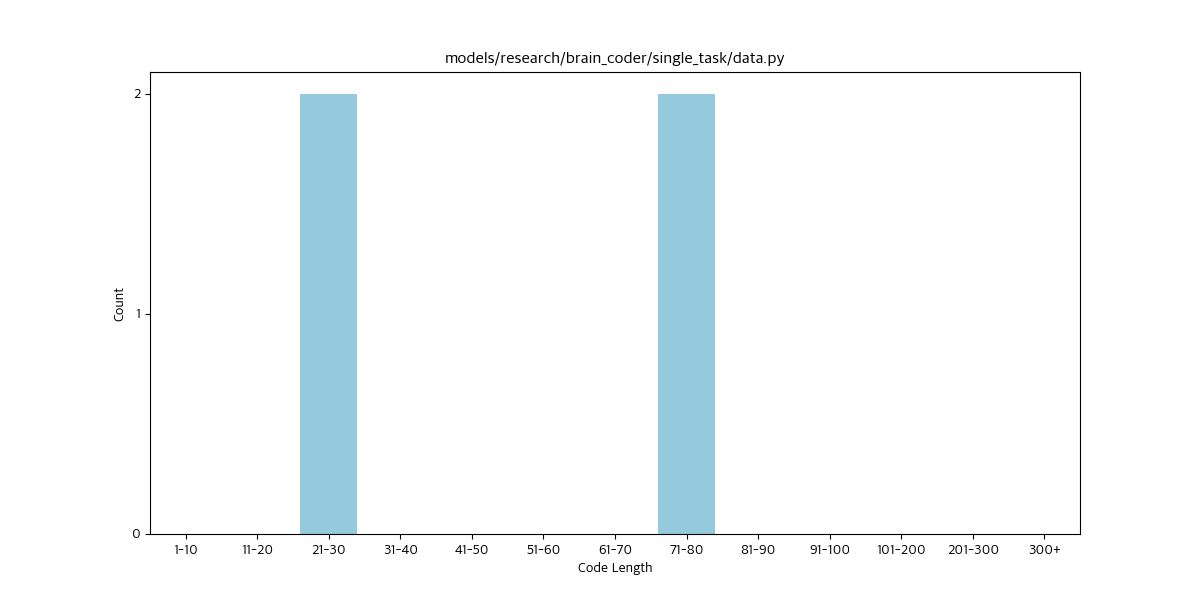 models/research/brain_coder/single_task/data.py
2
1
0
Count
1-10 11-20 21-30 31-40 41-50 51-60 61-70 71-80 81-90 91-100 101-200 201-300 300+
Code Length